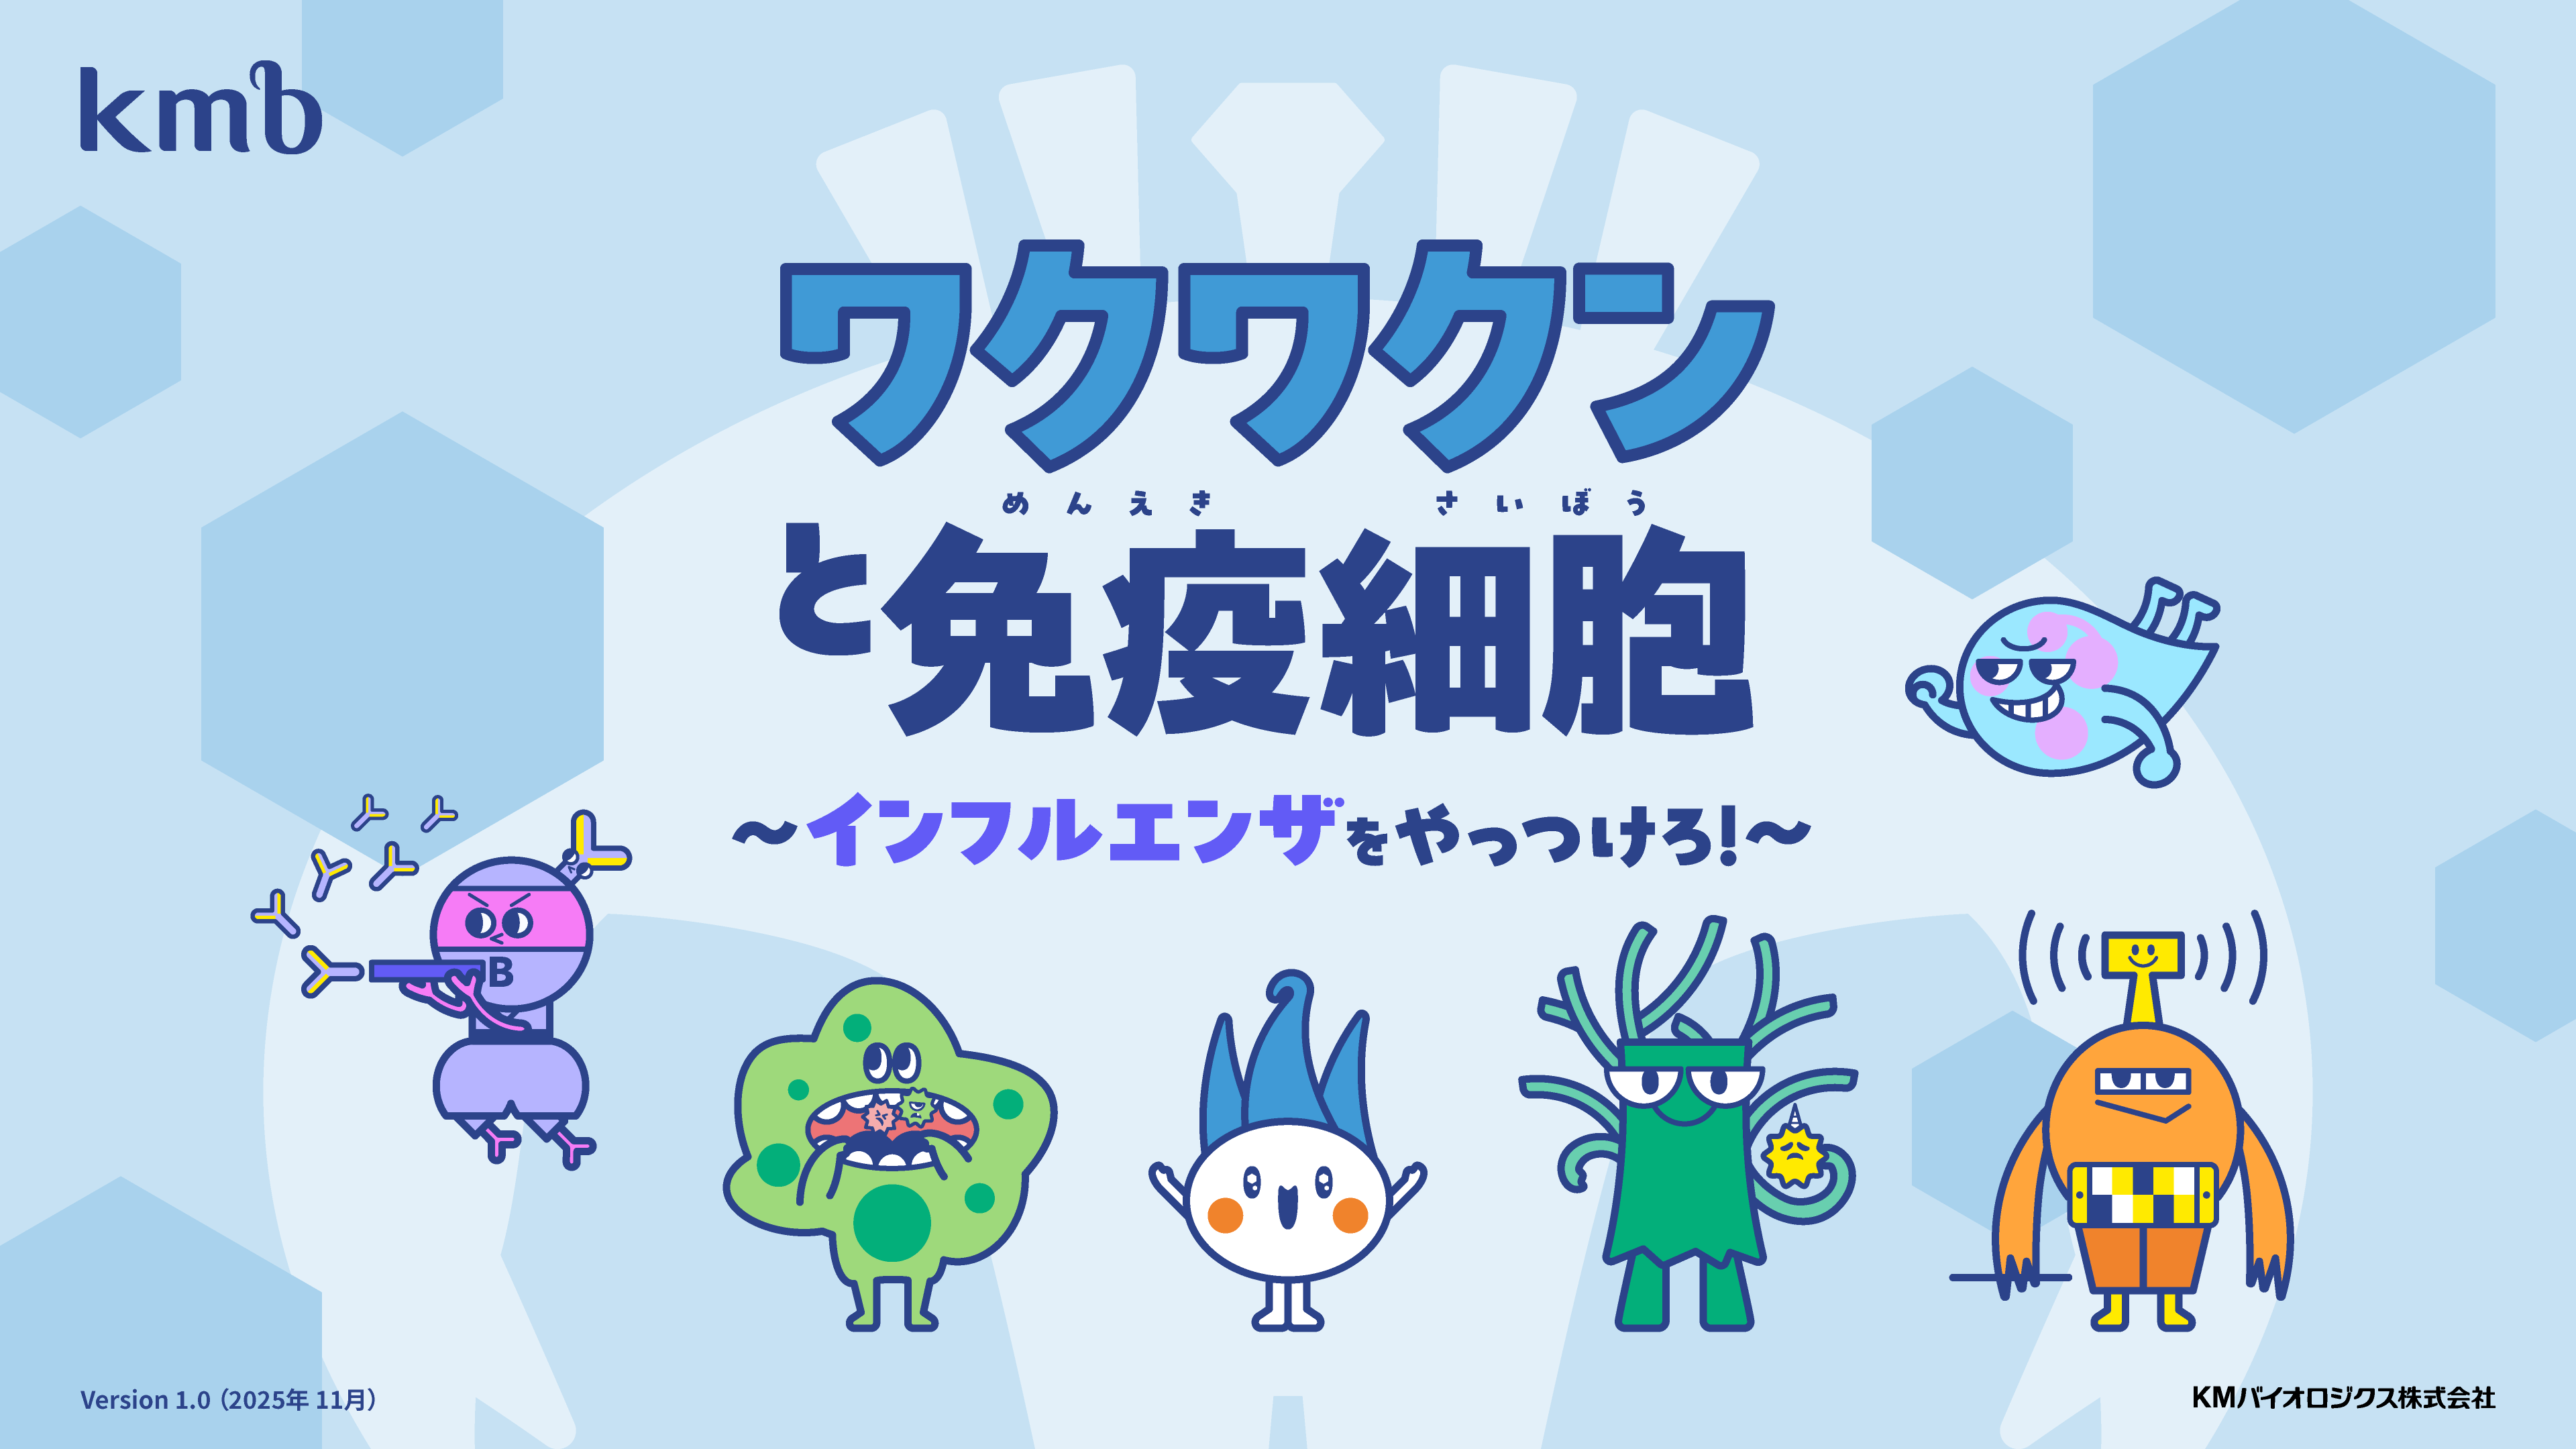 kmb
ワクワクン
めんえき さいぼう
と免疫細胞
～インフルエンザをやっつけろ！～
B
Version 1.0（2025年 11月）
KMバイオロジクス株式会社